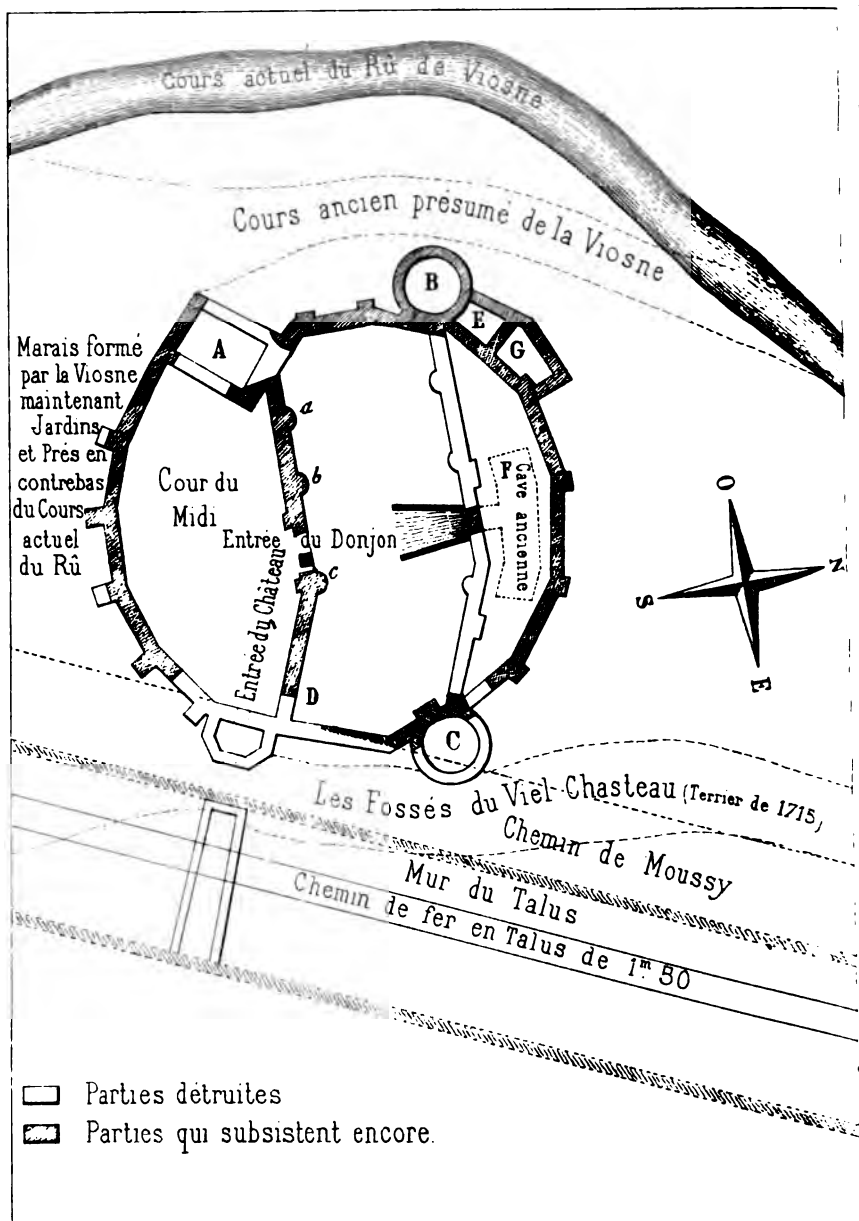 Cours actuel du Rû de Viosne
Cours ancien présumé de la Viosne
B
E
G
A
Marais formé
par la Viosne
maintenant
Jardins
et Prés en
contrebas
du Cours
actuel
du Rû
a
b
c
Cour du
Midi
Entrée du Donjon
Entrée du Château
F
Cave ancienne
D
C
O
N
S
E
Les Fossés du Viel Chasteau (Terrier de 1715)
Chemin de Moussy
Mur du Talus
Chemin de fer en Talus de 1m 50
Parties détruites
Parties qui subsistent encore.